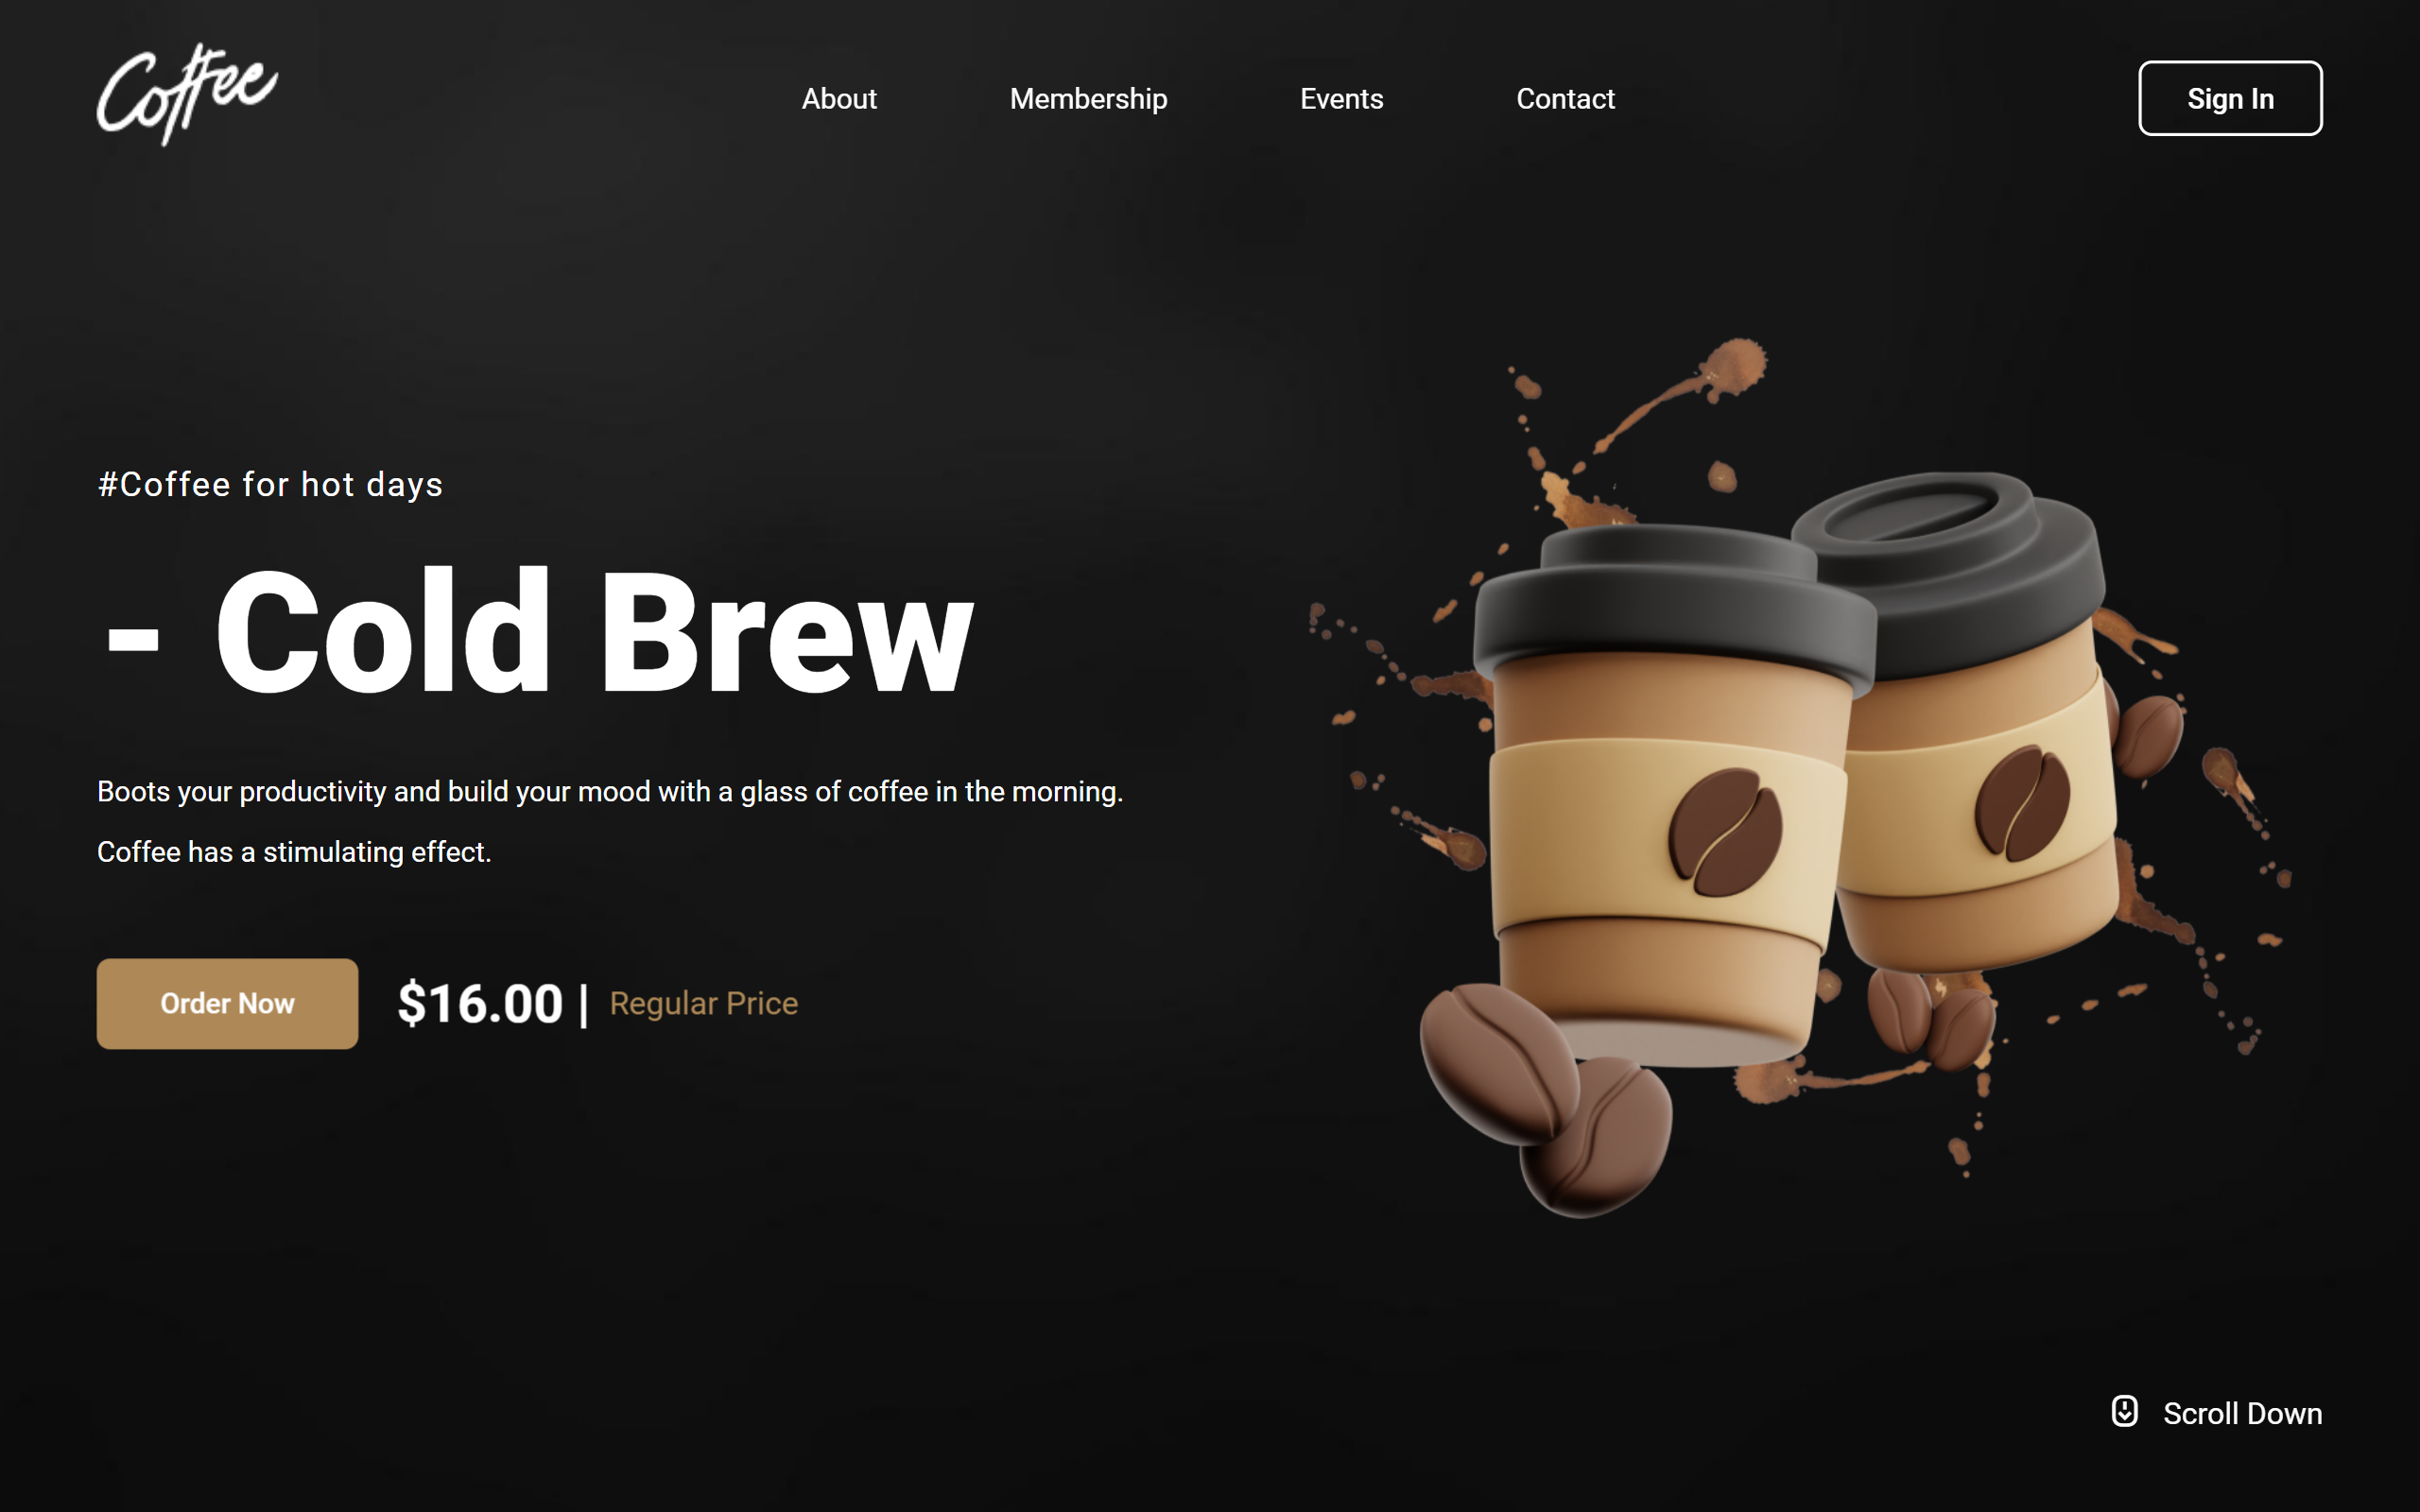 Coffee
About
Membership
Events
Contact
Sign In
#Coffee for hot days
- Cold Brew
Boots your productivity and build your mood with a glass of coffee in the morning.
Coffee has a stimulating effect.
Order Now
$16.00 | Regular Price
Scroll Down